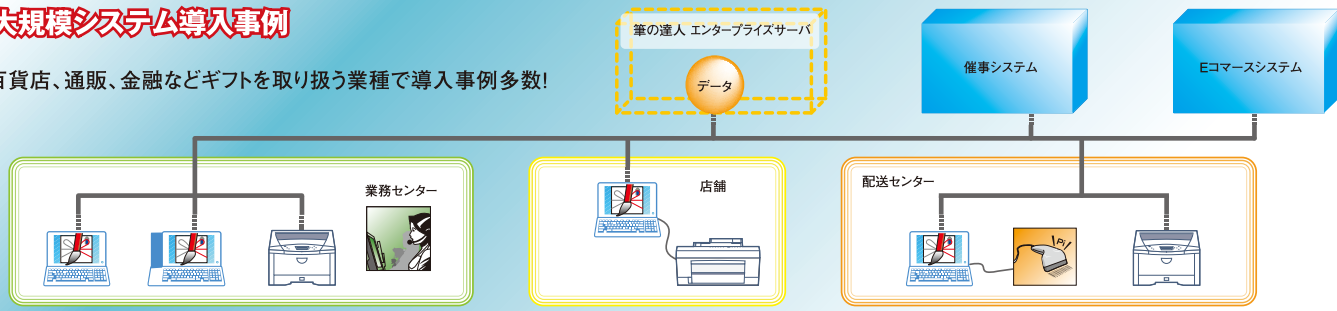 大規模システム導入事例
百貨店、通販、金融などギフトを取り扱う業種で導入事例多数!
筆の達人 エンタープライズサーバ
データ
催事システム
Eコマースシステム
業務センター
店舗
配送センター
Pi